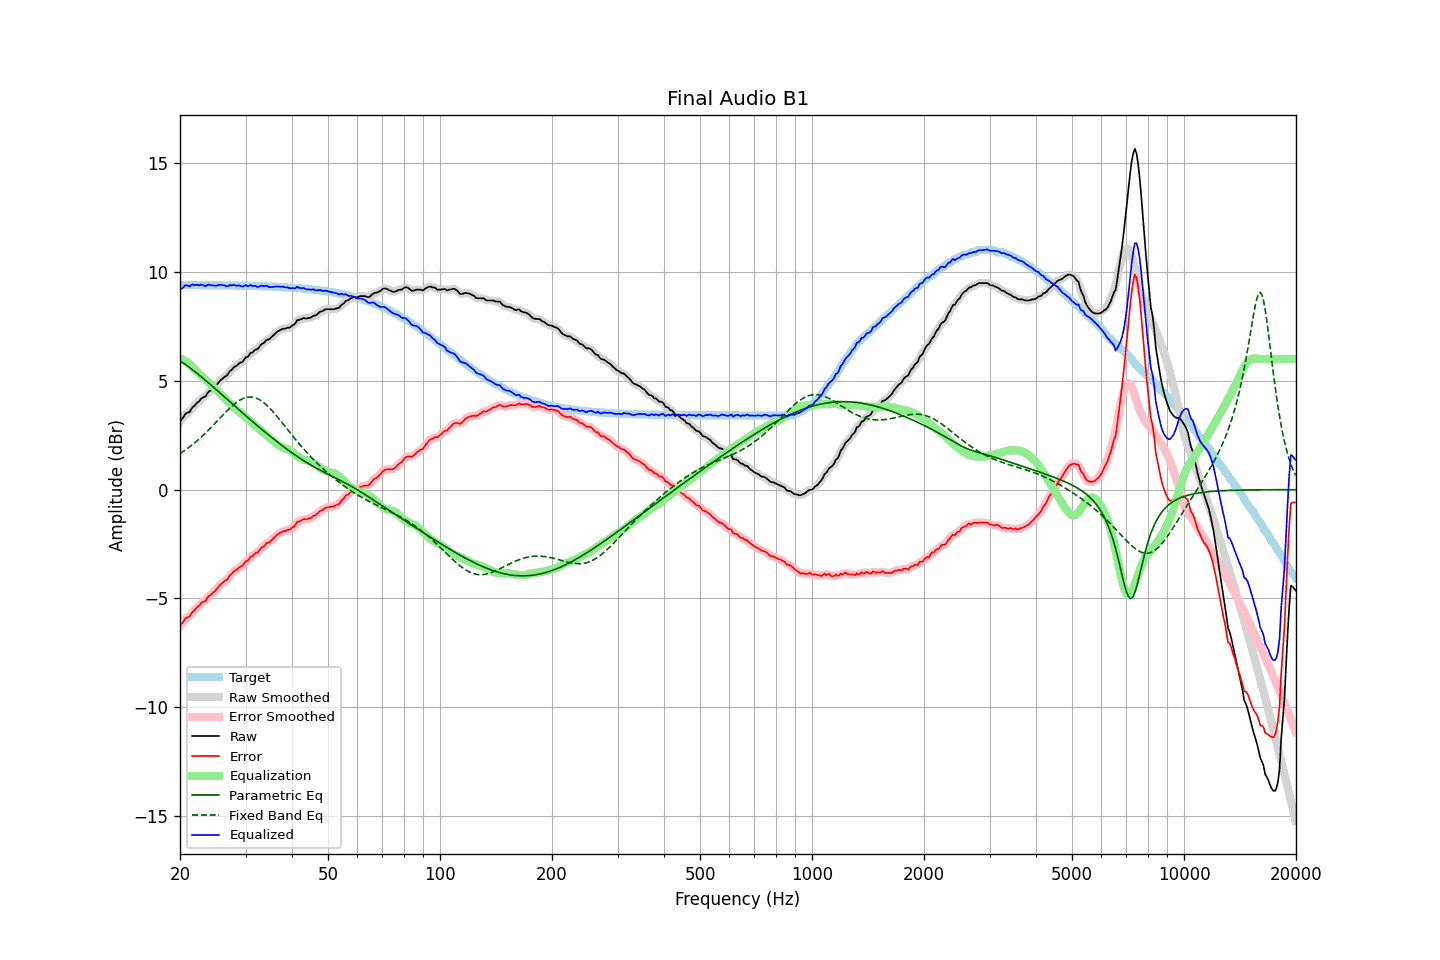 Final Audio B1
Amplitude (dBr)
15
10
5
0
−5
−10
−15
Target
Raw Smoothed
Error Smoothed
Raw
Error
Equalization
Parametric Eq
Fixed Band Eq
Equalized
20 50 100 200 500 1000 2000 5000 10000 20000
Frequency (Hz)